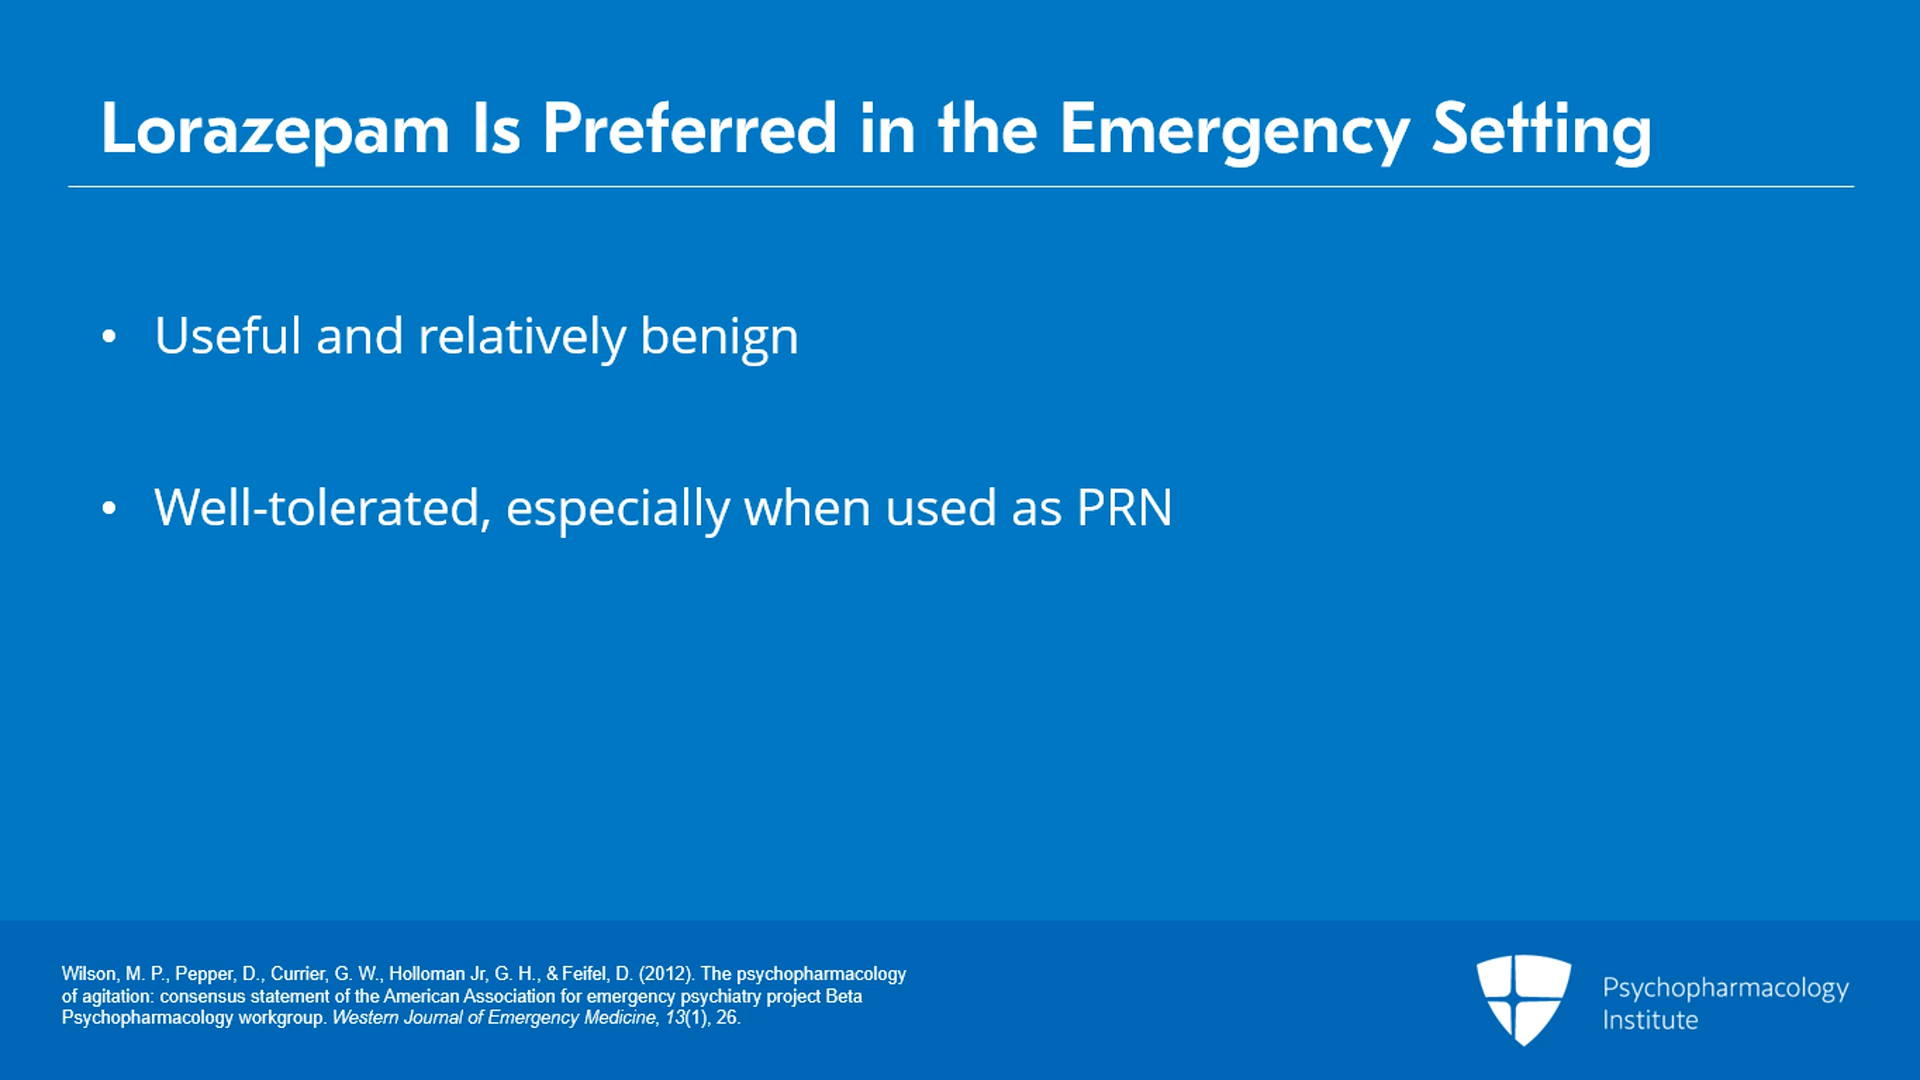 Lorazepam Is Preferred in the Emergency Setting
• Useful and relatively benign
• Well-tolerated, especially when used as PRN
Wilson, M. P., Pepper, D., Currier, G. W., Holloman Jr, G. H., & Feifel, D. (2012). The psychopharmacology
of agitation: consensus statement of the American Association for emergency psychiatry project Beta
Psychopharmacology workgroup. Western Journal of Emergency Medicine, 13(1), 26.
Psychopharmacology
Institute